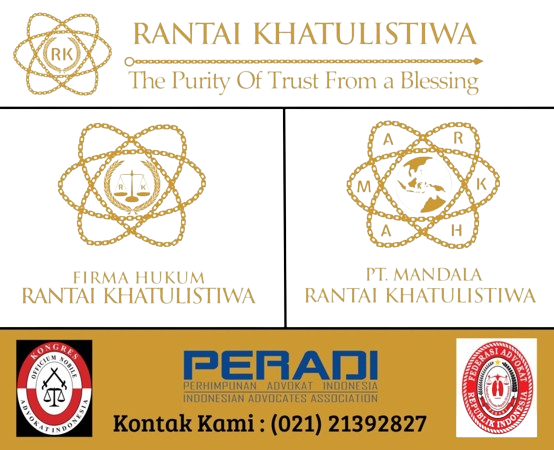 RK
RANTAI KHATULISTIWA
The Purity Of Trust From a Blessing
R K
FIRMA HUKUM
RANTAI KHATULISTIWA
A R
M K
A H
PT. MANDALA
RANTAI KHATULISTIWA
KONGRES
OFFICIUM NOBILE
ADVOKAT INDONESIA
PERADI
PERHIMPUNAN ADVOKAT INDONESIA
INDONESIAN ADVOCATES ASSOCIATION
Kontak Kami : (021) 21392827
FEDERASI ADVOKAT
REPUBLIK INDONESIA